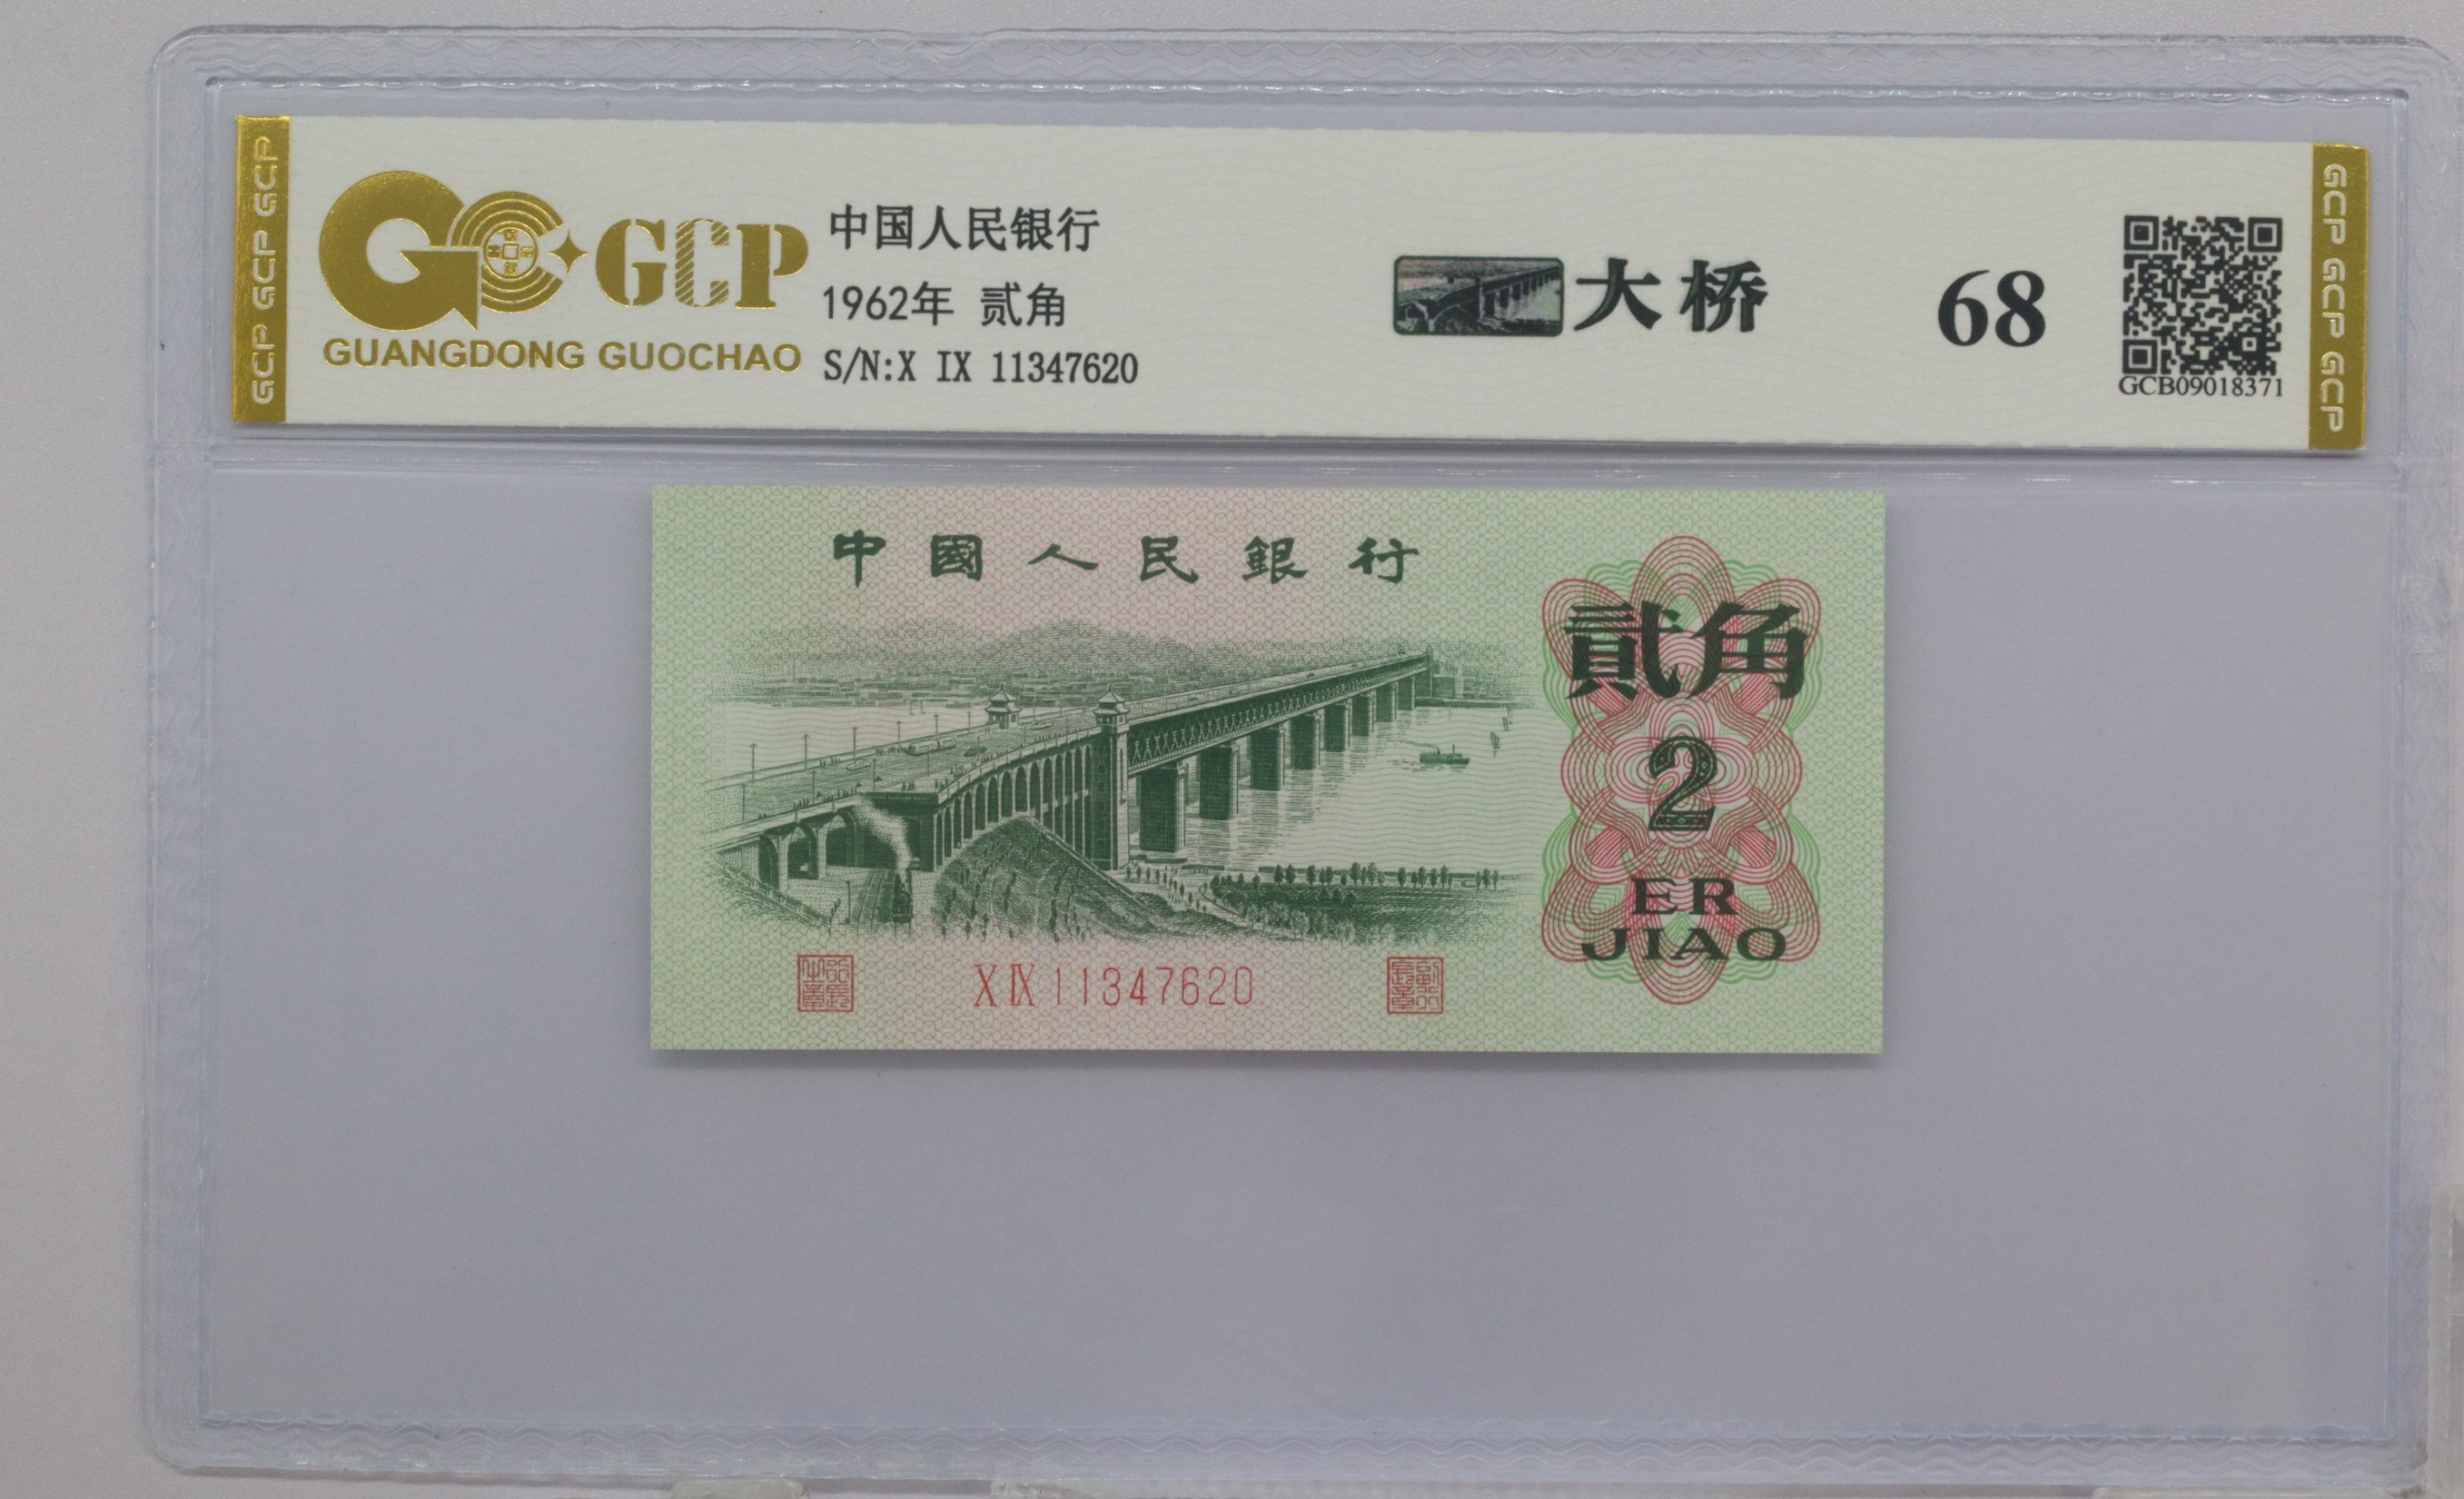 GCP GCP GCP
GCP
GUANGDONG GUOCHAO
中国人民银行
1962年 贰角
S/N:X IX 11347620
大桥
68
GCB09018371
GCP GCP GCP
中國人民銀行
貳角
2
ER
JIAO
X IX 11347620